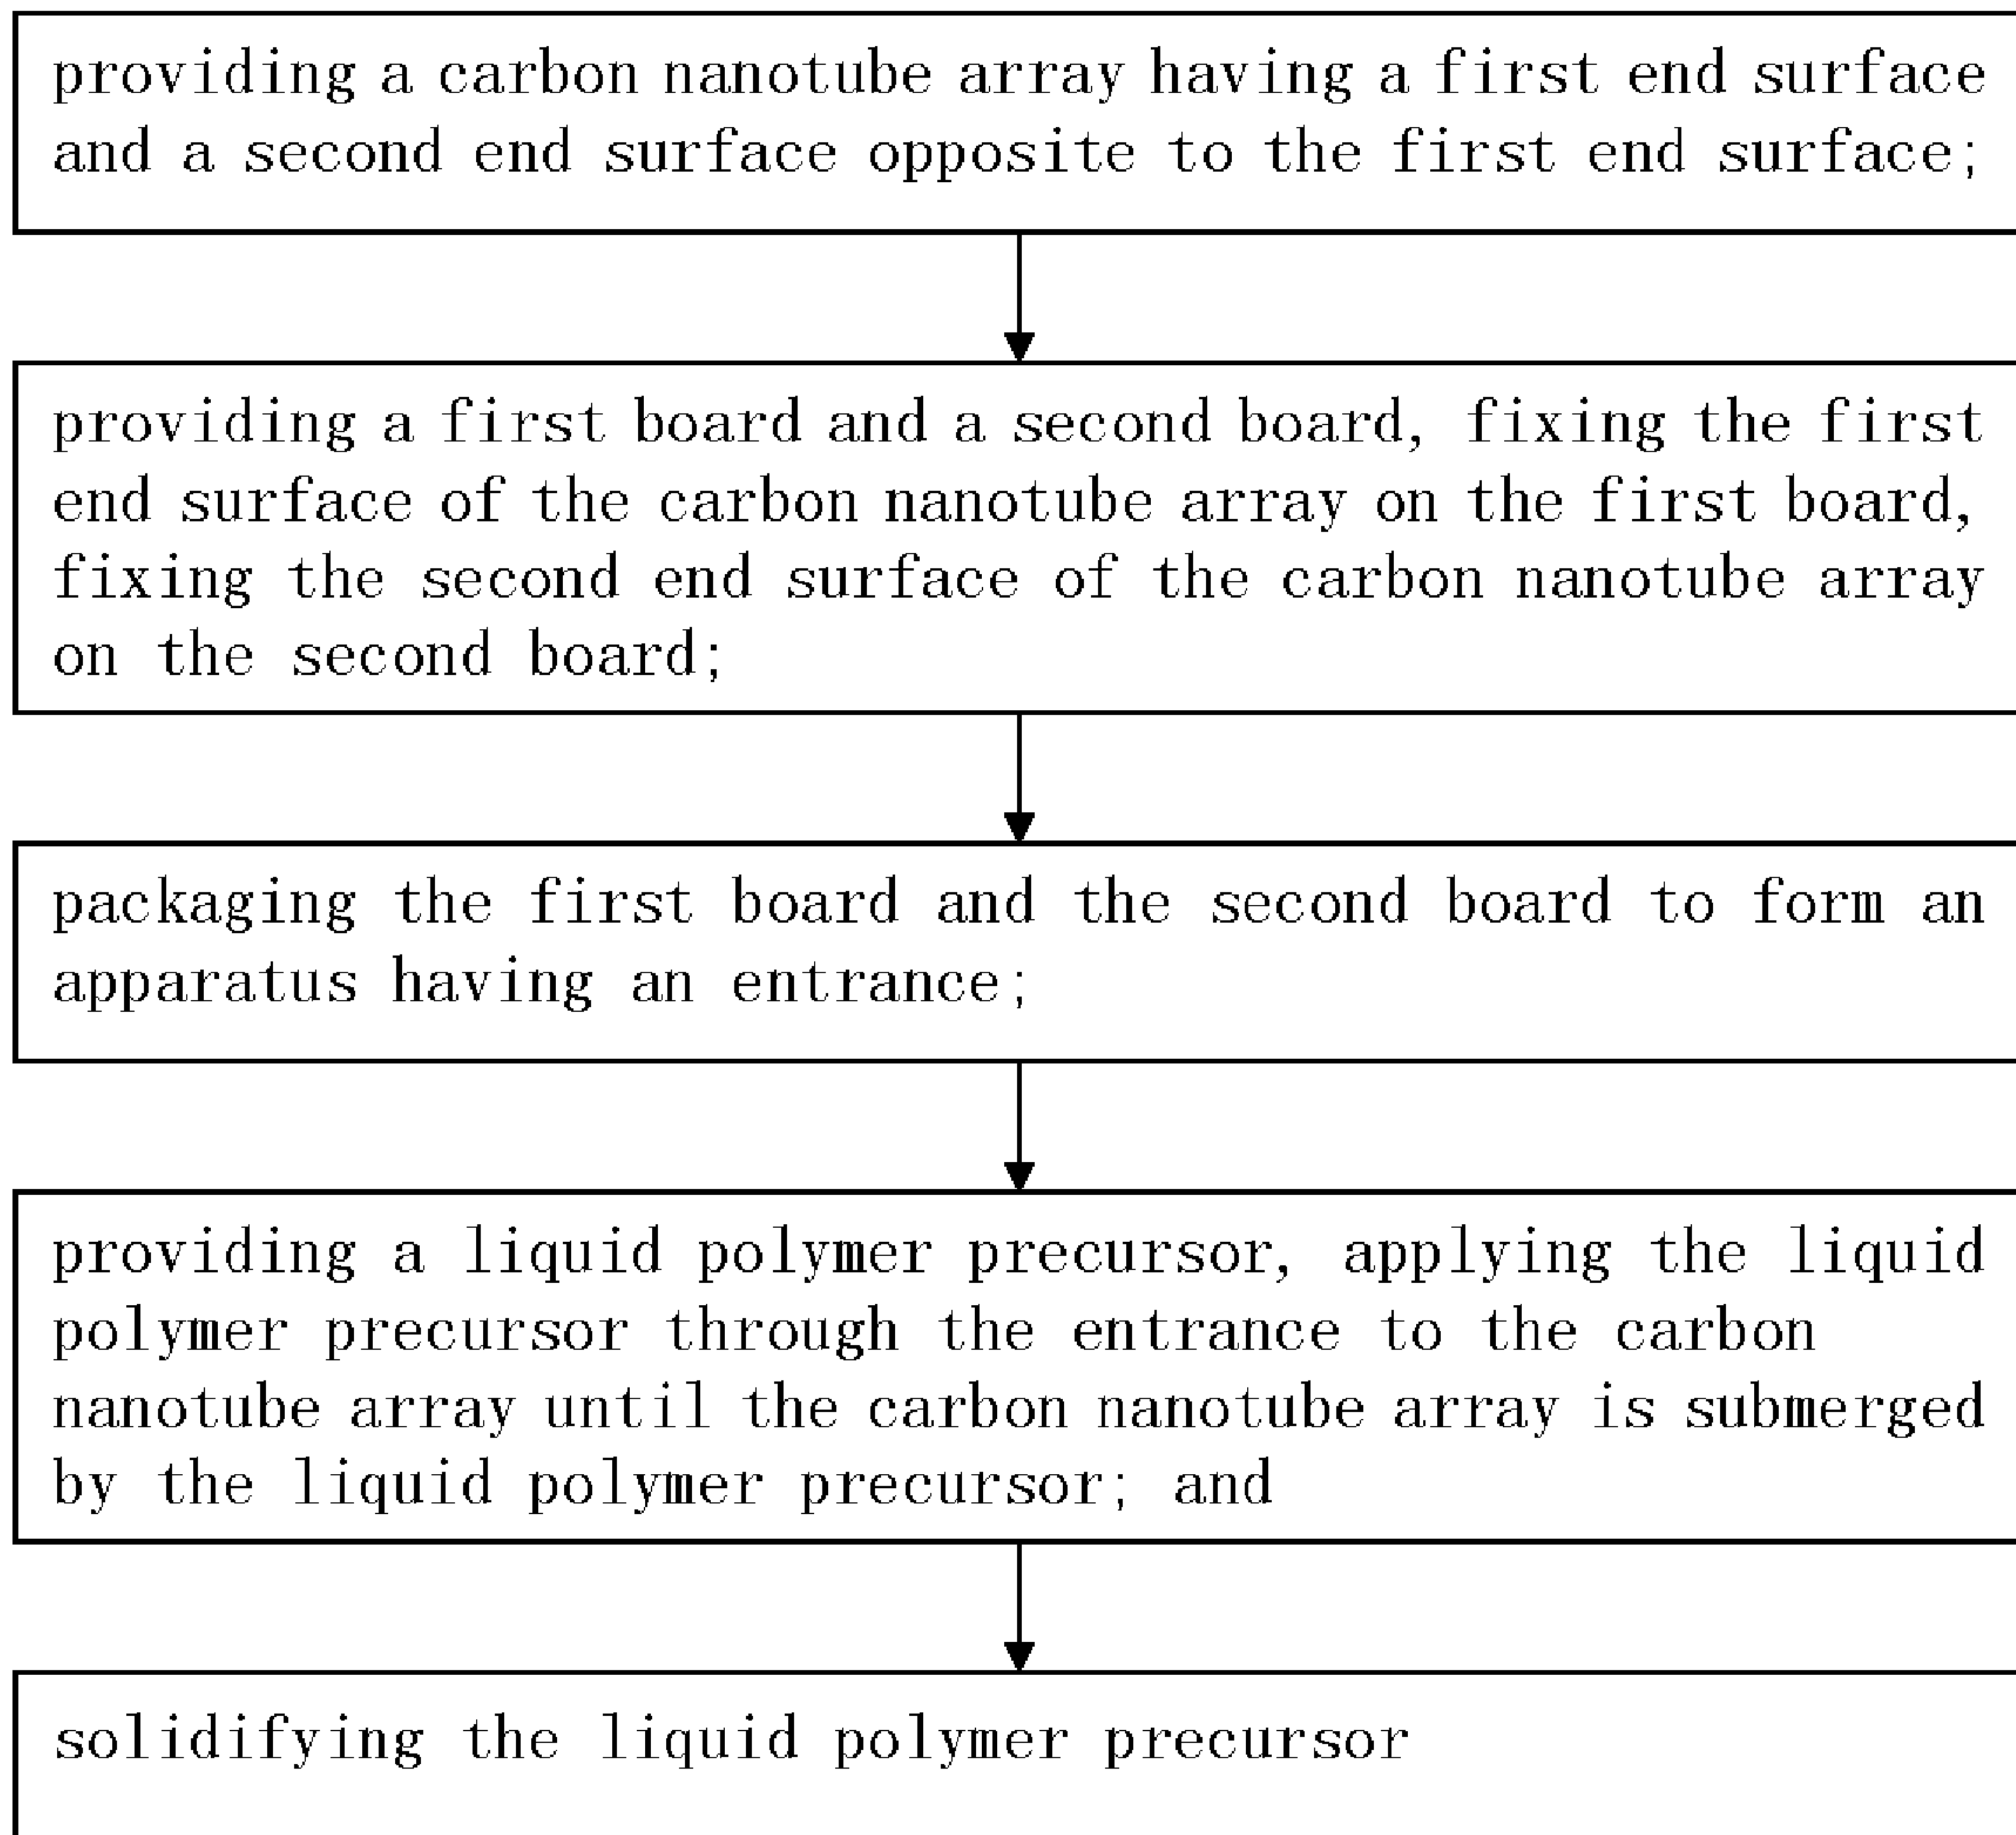 providing a carbon nanotube array having a first end surface
and a second end surface opposite to the first end surface;
providing a first board and a second board, fixing the first
end surface of the carbon nanotube array on the first board,
fixing the second end surface of the carbon nanotube array
on the second board;
packaging the first board and the second board to form an
apparatus having an entrance;
providing a liquid polymer precursor, applying the liquid
polymer precursor through the entrance to the carbon
nanotube array until the carbon nanotube array is submerged
by the liquid polymer precursor; and
solidifying the liquid polymer precursor